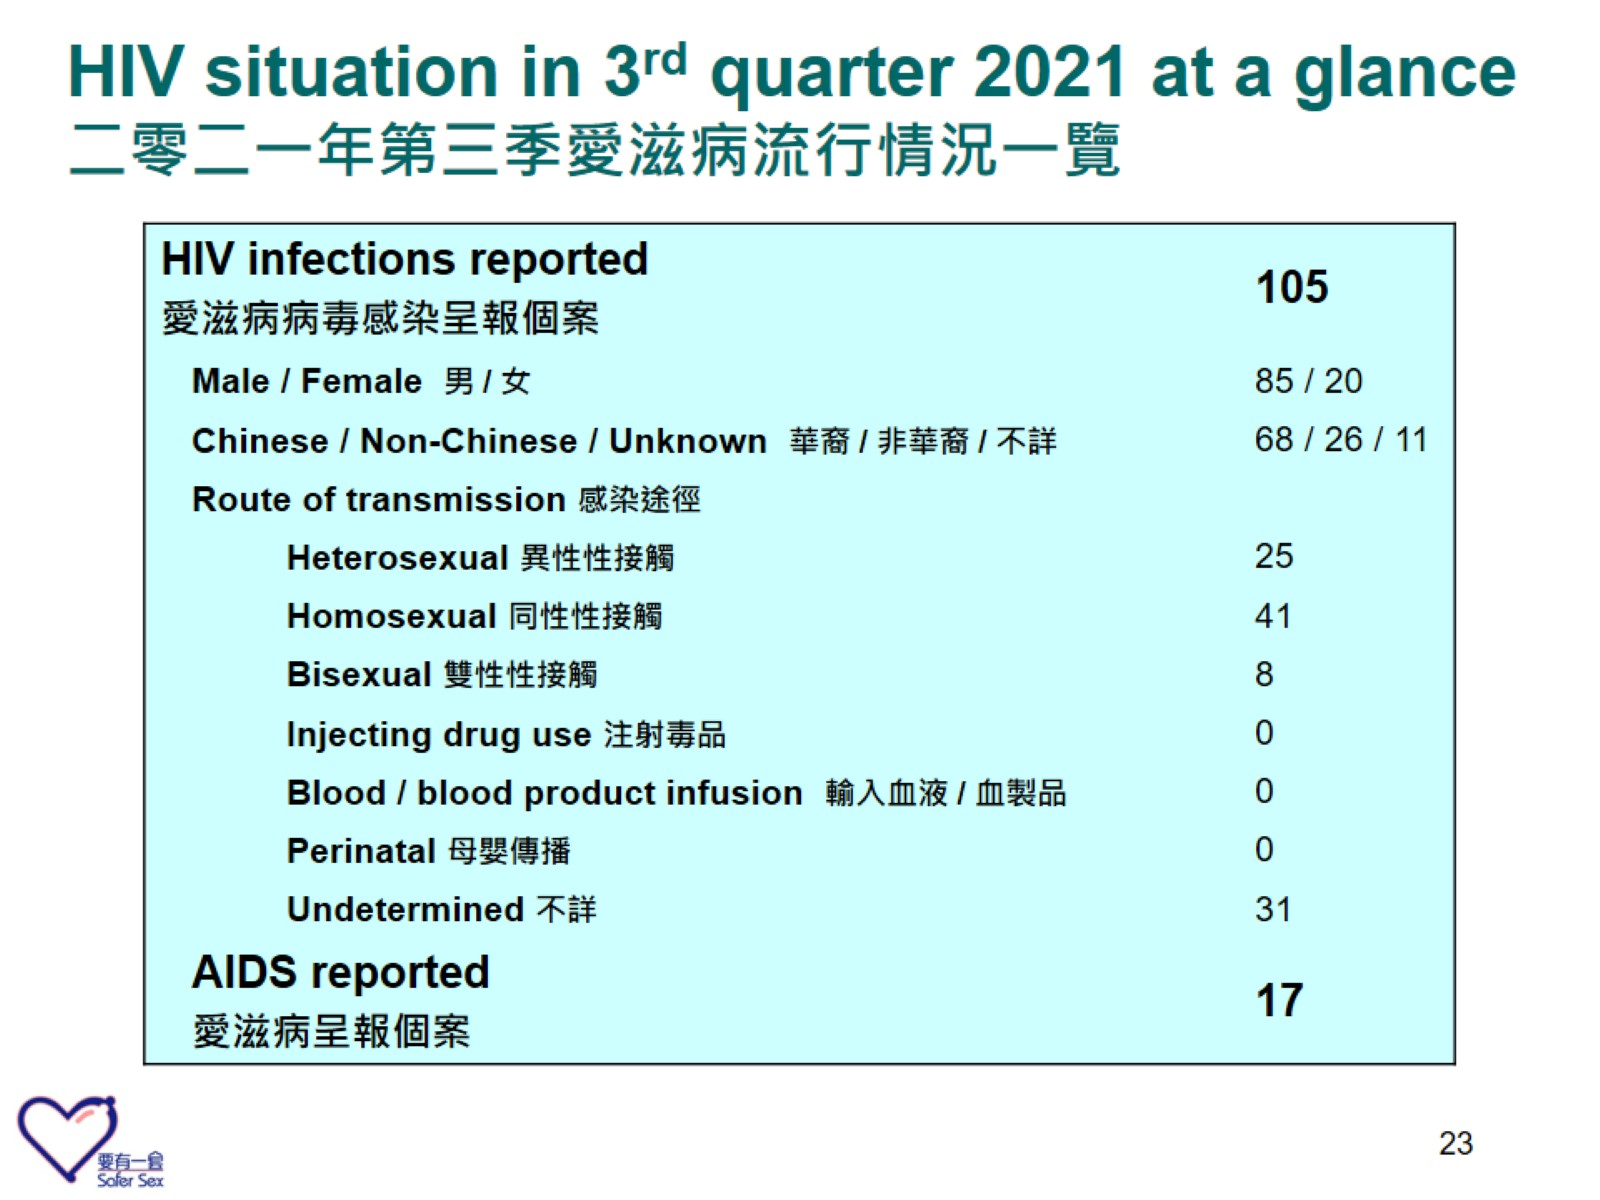 HIV situation in 3rd quarter 2021 at a glance
二零二一年第三季愛滋病流行情況一覽
HIV infections reported
愛滋病病毒感染呈報個案
105
Male / Female 男 / 女 85 / 20
Chinese / Non-Chinese / Unknown 華裔 / 非華裔 / 不詳 68 / 26 / 11
Route of transmission 感染途徑
Heterosexual 異性性接觸 25
Homosexual 同性性接觸 41
Bisexual 雙性性接觸 8
Injecting drug use 注射毒品 0
Blood / blood product infusion 輸入血液 / 血製品 0
Perinatal 母嬰傳播 0
Undetermined 不詳 31
AIDS reported
愛滋病呈報個案
17
要有一套
Safer Sex
23